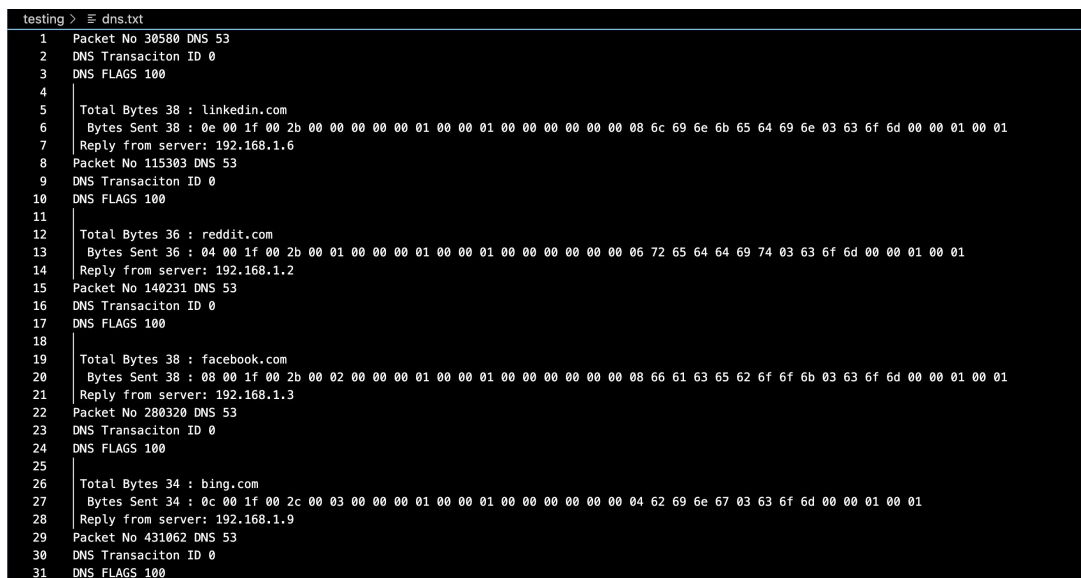 testing > dns.txt
1 Packet No 30580 DNS 53
2 DNS Transaciton ID 0
3 DNS FLAGS 100
4
5 Total Bytes 38 : linkedin.com
6 Bytes Sent 38 : 0e 00 1f 00 2b 00 00 00 00 00 01 00 00 01 00 00 00 00 00 00 08 6c 69 6e 6b 65 64 69 6e 03 63 6f 6d 00 00 01 00 01
7 Reply from server: 192.168.1.6
8 Packet No 115303 DNS 53
9 DNS Transaciton ID 0
10 DNS FLAGS 100
11
12 Total Bytes 36 : reddit.com
13 Bytes Sent 36 : 04 00 1f 00 2b 00 01 00 00 00 01 00 00 01 00 00 00 00 00 00 06 72 65 64 64 69 74 03 63 6f 6d 00 00 01 00 01
14 Reply from server: 192.168.1.2
15 Packet No 140231 DNS 53
16 DNS Transaciton ID 0
17 DNS FLAGS 100
18
19 Total Bytes 38 : facebook.com
20 Bytes Sent 38 : 08 00 1f 00 2b 00 02 00 00 00 01 00 00 01 00 00 00 00 00 00 08 66 61 63 65 62 6f 6f 6b 03 63 6f 6d 00 00 01 00 01
21 Reply from server: 192.168.1.3
22 Packet No 280320 DNS 53
23 DNS Transaciton ID 0
24 DNS FLAGS 100
25
26 Total Bytes 34 : bing.com
27 Bytes Sent 34 : 0c 00 1f 00 2c 00 03 00 00 00 01 00 00 01 00 00 00 00 00 00 04 62 69 6e 67 03 63 6f 6d 00 00 01 00 01
28 Reply from server: 192.168.1.9
29 Packet No 431062 DNS 53
30 DNS Transaciton ID 0
31 DNS FLAGS 100